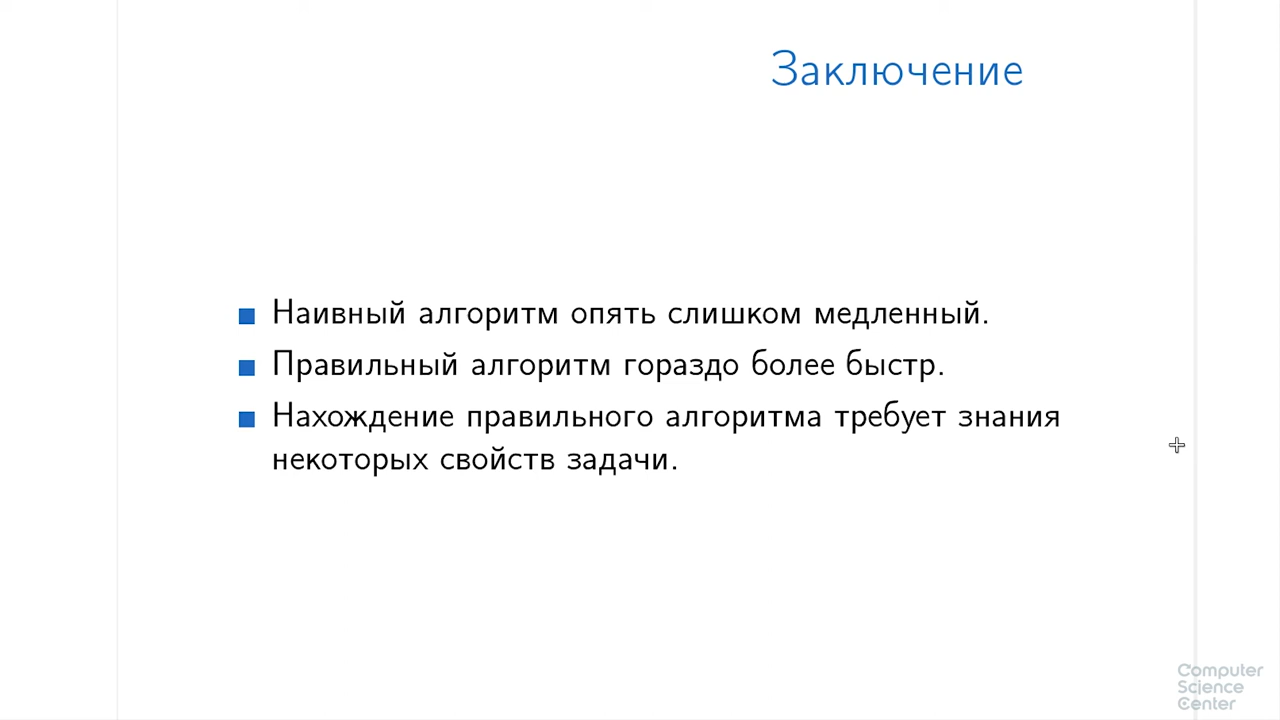 Заключение
Наивный алгоритм опять слишком медленный.
Правильный алгоритм гораздо более быстр.
Нахождение правильного алгоритма требует знания
некоторых свойств задачи.
Computer
Science
Center